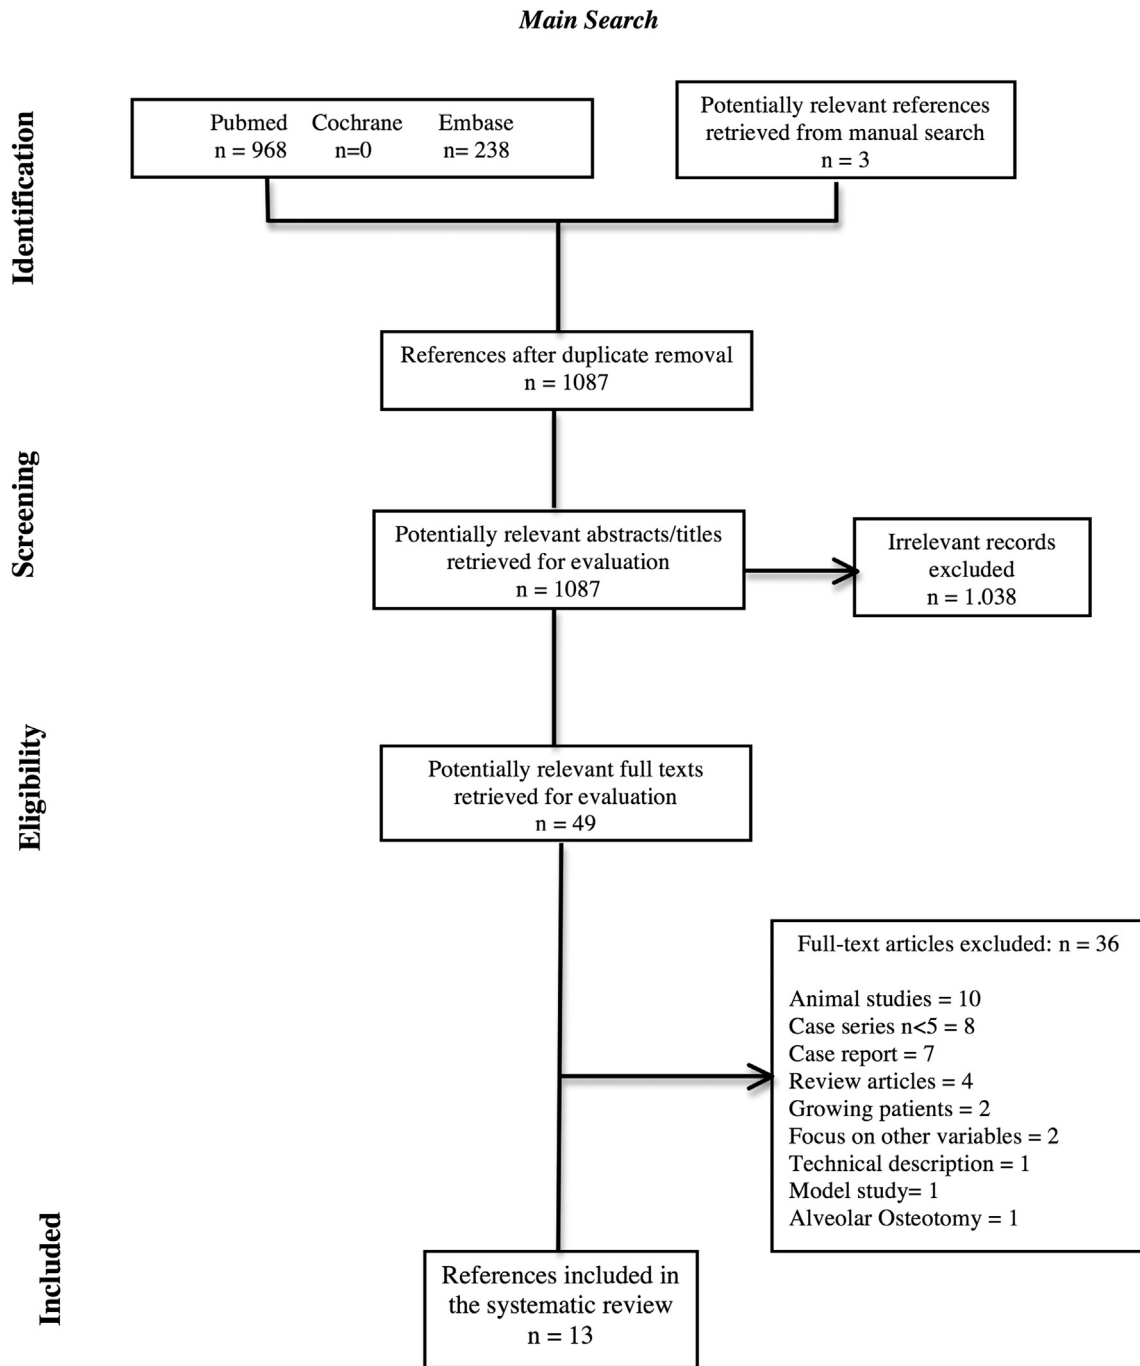 Main Search
Identification
Pubmed Cochrane Embase
n = 968 n=0 n= 238
Potentially relevant references
retrieved from manual search
n = 3
References after duplicate removal
n = 1087
Screening
Potentially relevant abstracts/titles
retrieved for evaluation
n = 1087
Irrelevant records
excluded
n = 1.038
Eligibility
Potentially relevant full texts
retrieved for evaluation
n = 49
Full-text articles excluded: n = 36
Animal studies = 10
Case series n<5 = 8
Case report = 7
Review articles = 4
Growing patients = 2
Focus on other variables = 2
Technical description = 1
Model study= 1
Alveolar Osteotomy = 1
Included
References included in
the systematic review
n = 13